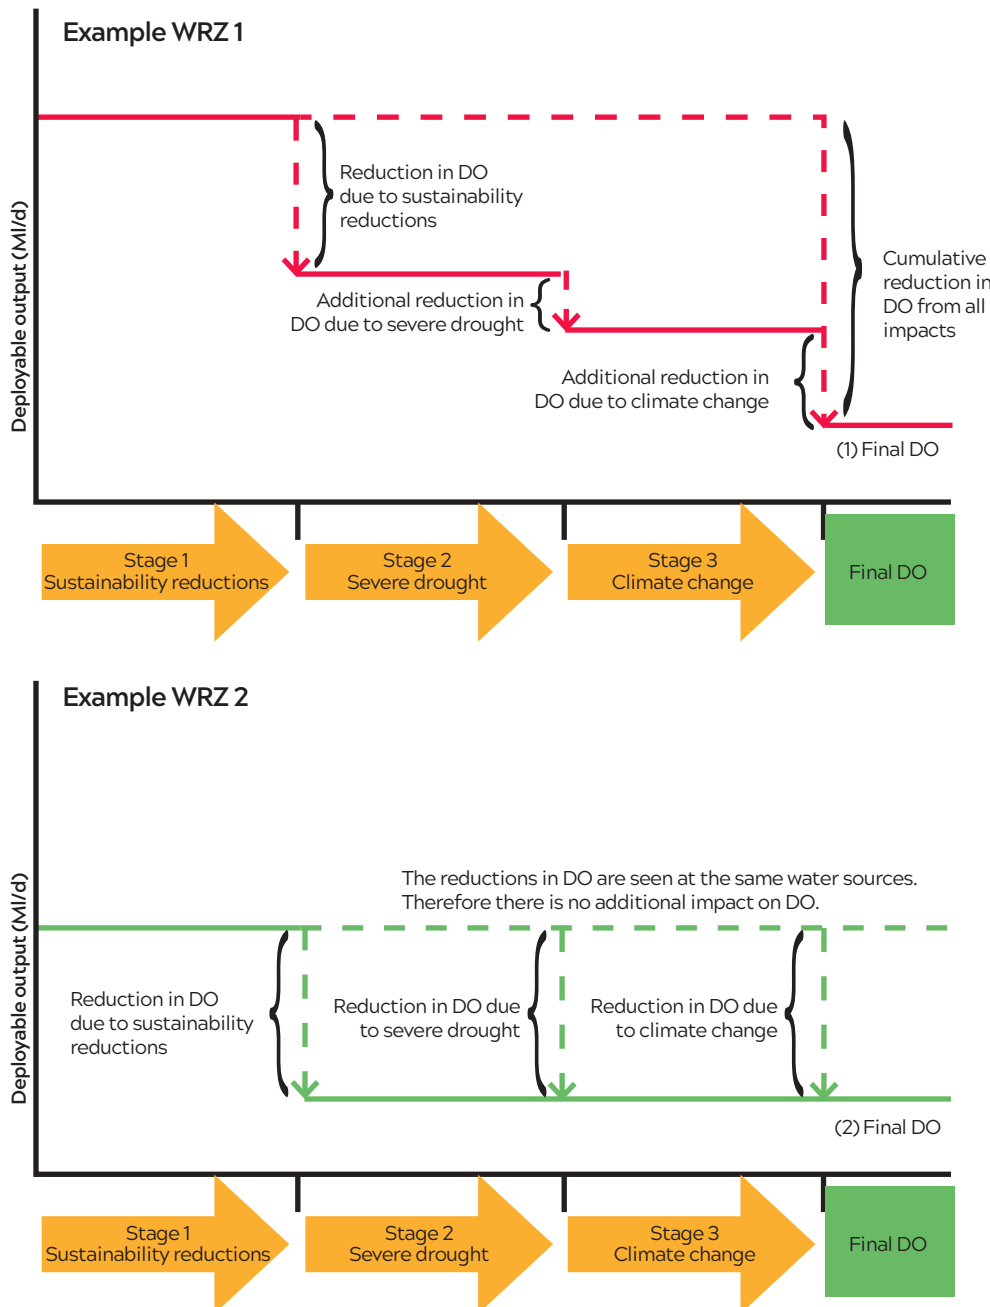 Example WRZ 1
Deployable output (Ml/d)
Reduction in DO
due to sustainability
reductions
Additional reduction in
DO due to severe drought
Additional reduction in
DO due to climate change
Cumulative
reduction in
DO from all
impacts
(1) Final DO
Stage 1
Sustainability reductions
Stage 2
Severe drought
Stage 3
Climate change
Final DO
Example WRZ 2
Deployable output (Ml/d)
The reductions in DO are seen at the same water sources.
Therefore there is no additional impact on DO.
Reduction in DO
due to sustainability
reductions
Reduction in DO due
to severe drought
Reduction in DO due
to climate change
(2) Final DO
Stage 1
Sustainability reductions
Stage 2
Severe drought
Stage 3
Climate change
Final DO